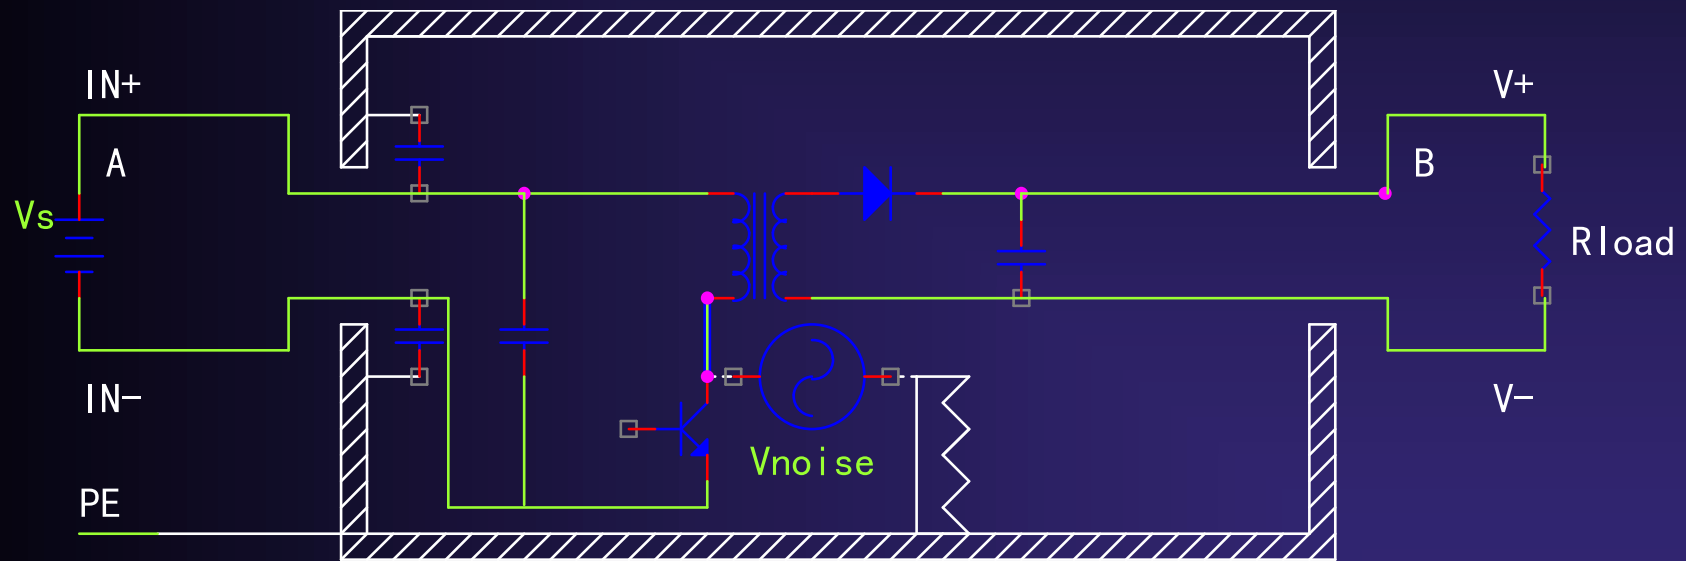 IN+
V+
A
B
Vs
Rload
IN-
V-
Vnoise
PE